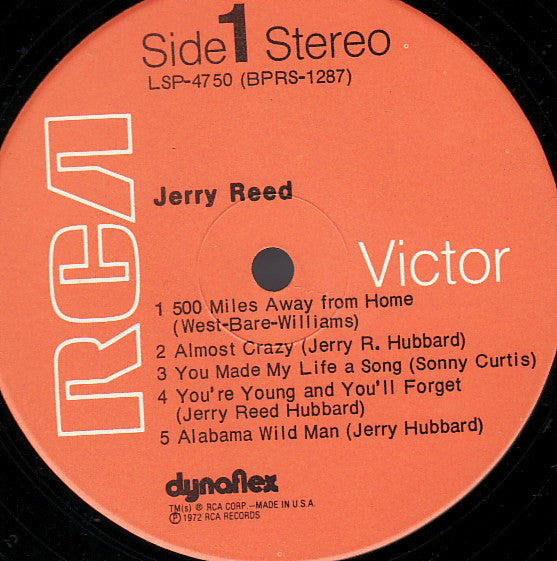 Side 1 Stereo
LSP-4750 (BPRS-1287)
RCA
Jerry Reed
Victor
1 500 Miles Away from Home
(West-Bare-Williams)
2 Almost Crazy (Jerry R. Hubbard)
3 You Made My Life a Song (Sonny Curtis)
4 You're Young and You'll Forget
(Jerry Reed Hubbard)
5 Alabama Wild Man (Jerry Hubbard)
dynaflex
TM(s) ® RCA CORP.—MADE IN U.S.A.
℗ 1972 RCA RECORDS